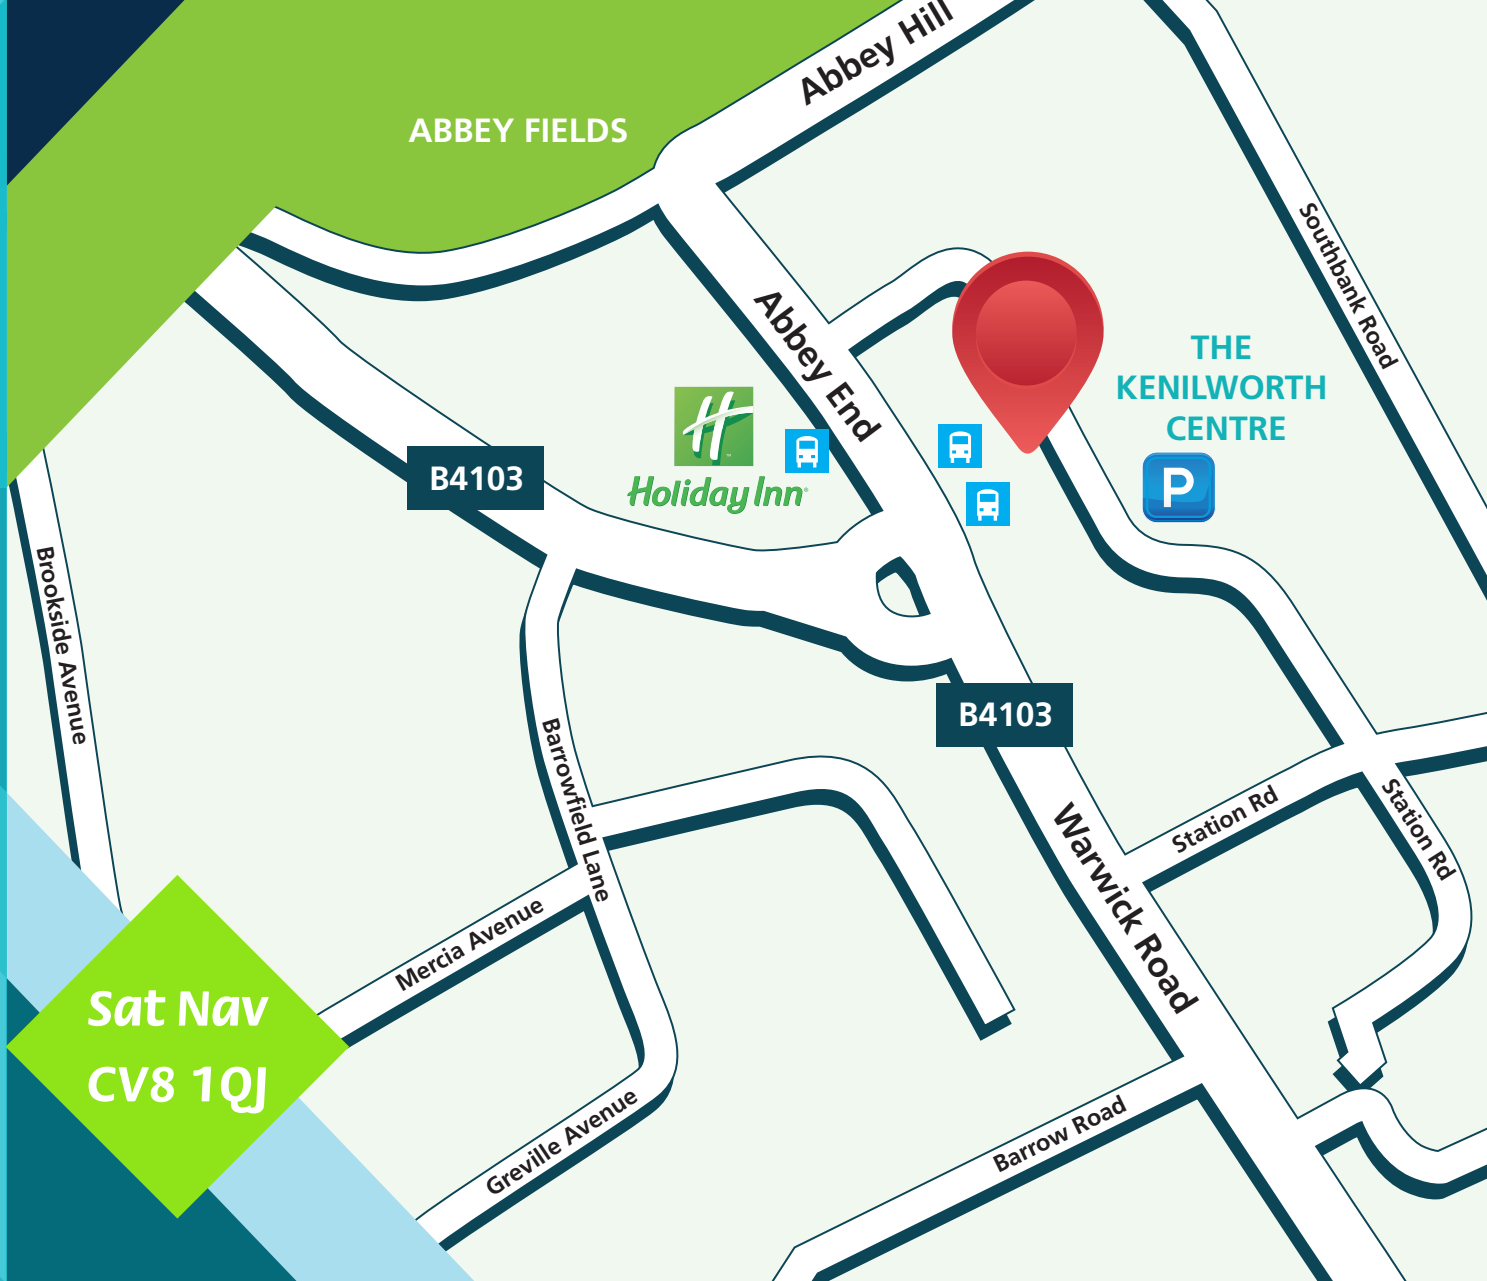 Abbey Hill
ABBEY FIELDS
Southbank Road
Abbey End
THE
KENILWORTH
CENTRE
B4103
Holiday Inn
P
Brookside Avenue
B4103
Barrowfield Lane
Station Rd
Station Rd
Warwick Road
Mercia Avenue
Sat Nav
CV8 1QJ
Greville Avenue
Barrow Road